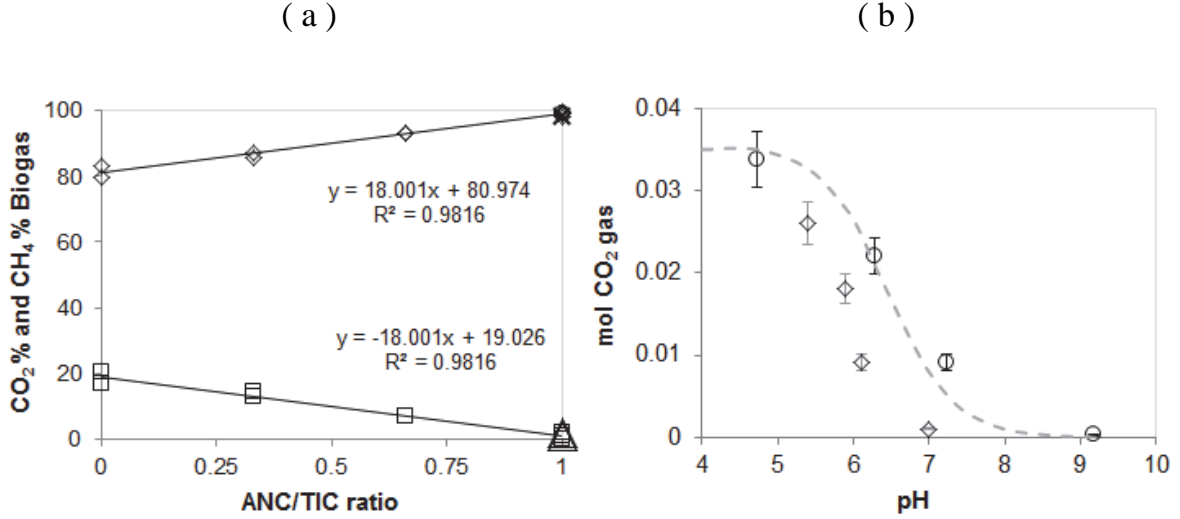 ( a )
( b )
CO₂ % and CH₄ % Biogas
100
80
60
40
20
0
y = 18.001x + 80.974
R² = 0.9816
y = -18.001x + 19.026
R² = 0.9816
0 0.25 0.5 0.75 1
ANC/TIC ratio
mol CO₂ gas
0.04
0.03
0.02
0.01
0
4 5 6 7 8 9 10
pH